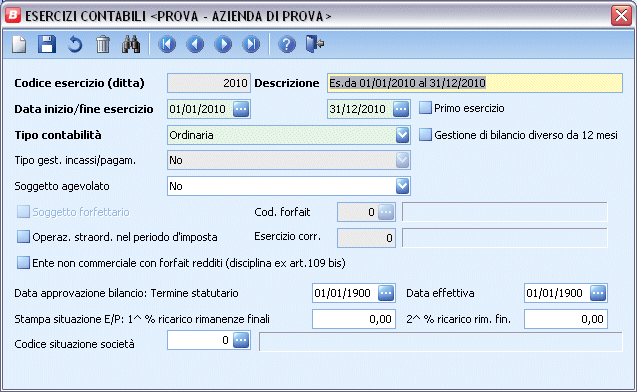 B ESERCIZI CONTABILI <PROVA - AZIENDA DI PROVA>
Codice esercizio (ditta) 2010 Descrizione Es.da 01/01/2010 al 31/12/2010
Data inizio/fine esercizio 01/01/2010 ... 31/12/2010 ... Primo esercizio
Tipo contabilità Ordinaria Gestione di bilancio diverso da 12 mesi
Tipo gest. incassi/pagam. No
Soggetto agevolato No
Soggetto forfettario Cod. forfait 0 ...
Operaz. straord. nel periodo d'imposta Esercizio corr. 0
Ente non commerciale con forfait redditi (disciplina ex art.109 bis)
Data approvazione bilancio: Termine statutario 01/01/1900 ... Data effettiva 01/01/1900 ...
Stampa situazione E/P: 1^ % ricarico rimanenze finali 0,00 2^ % ricarico rim. fin. 0,00
Codice situazione società 0 ...